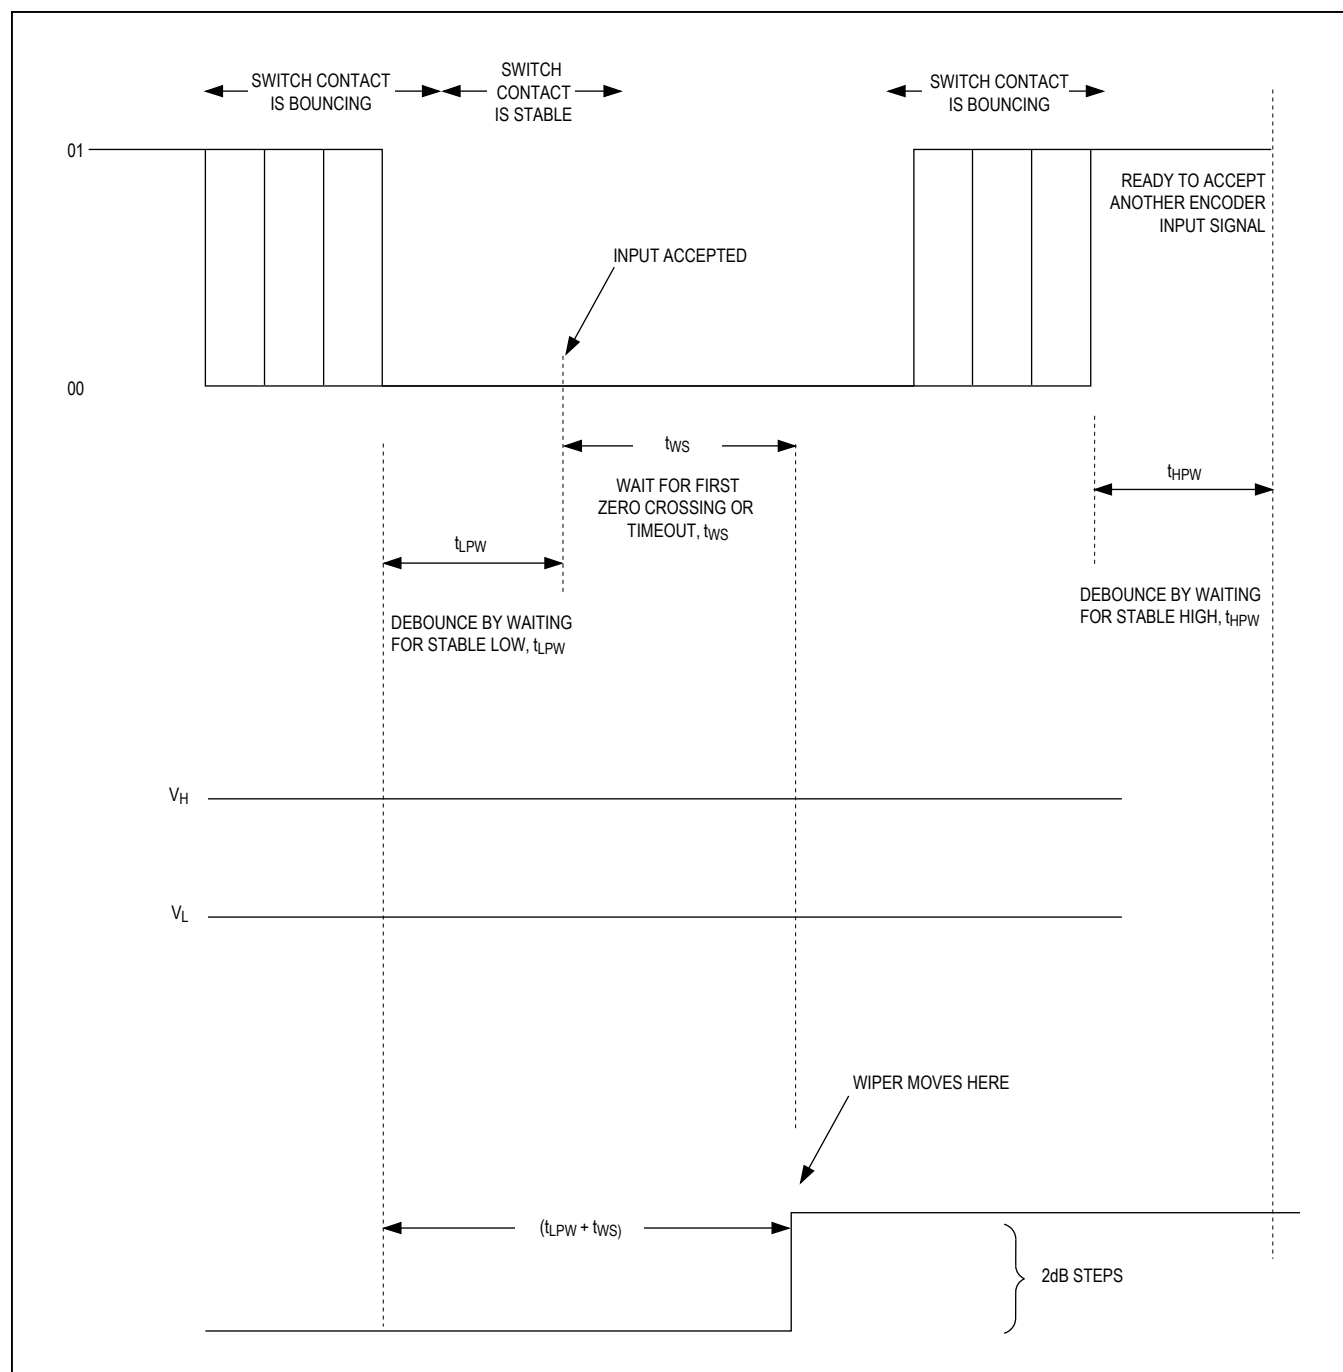 SWITCH CONTACT
IS BOUNCING
SWITCH
CONTACT
IS STABLE
SWITCH CONTACT
IS BOUNCING
01
READY TO ACCEPT
ANOTHER ENCODER
INPUT SIGNAL
INPUT ACCEPTED
00
tWS
WAIT FOR FIRST
ZERO CROSSING OR
TIMEOUT, tWS
tHPW
tLPW
DEBOUNCE BY WAITING
FOR STABLE HIGH, tHPW
DEBOUNCE BY WAITING
FOR STABLE LOW, tLPW
VH
VL
WIPER MOVES HERE
(tLPW + tWS)
2dB STEPS